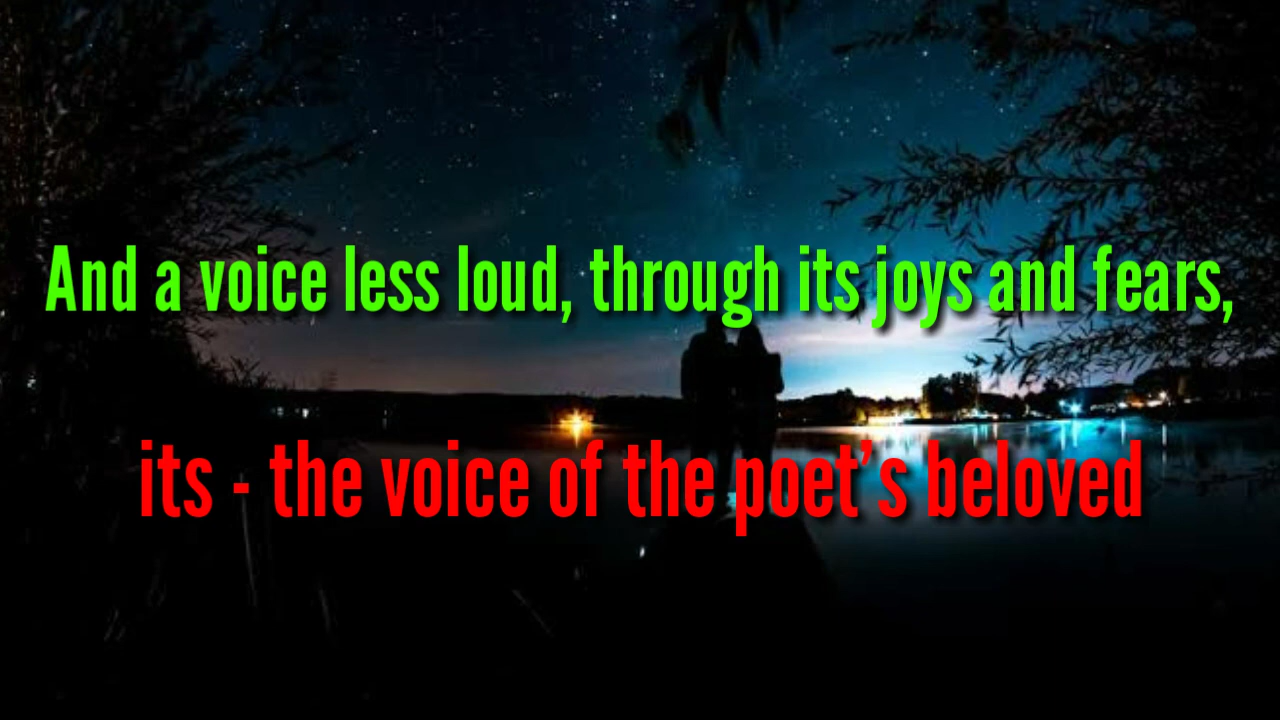 And a voice less loud, through its joys and fears,
its - the voice of the poet's beloved